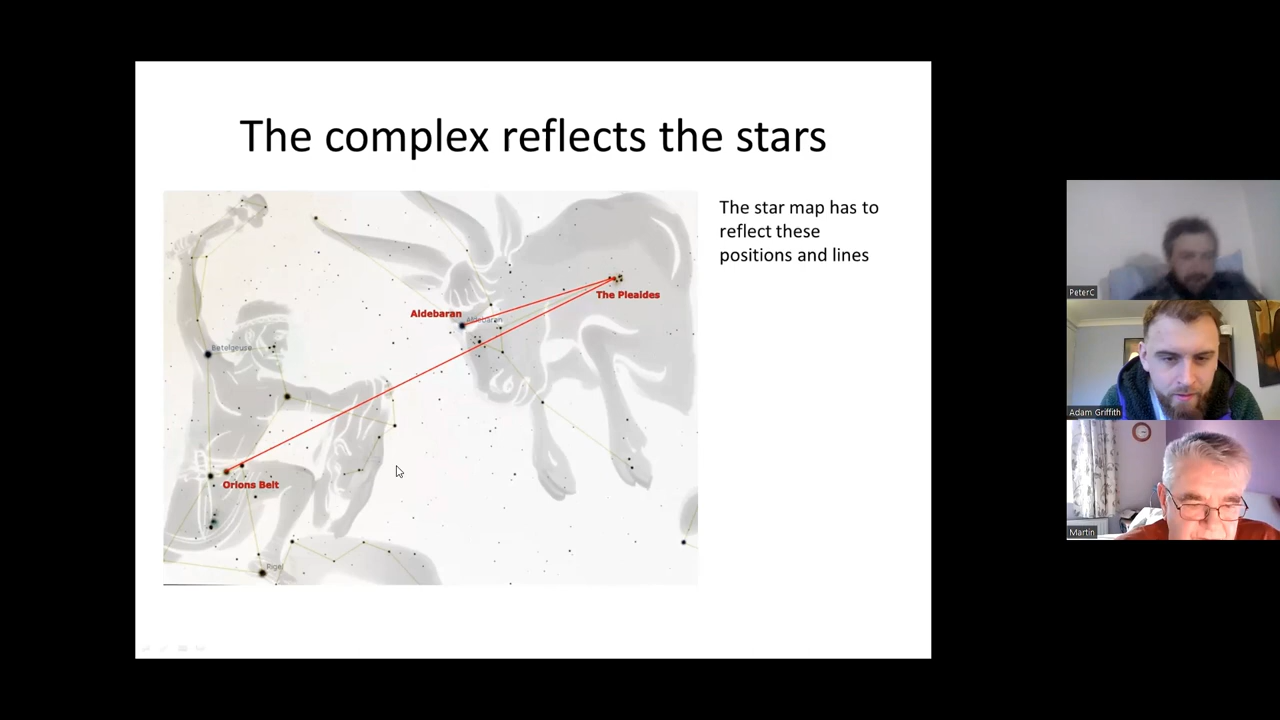 The complex reflects the stars
The star map has to
reflect these
positions and lines
The Pleaides
Aldebaran
Aldebaran
Betelgeuse
Orions Belt
Rigel
PeterC
Adam Griffith
Martin